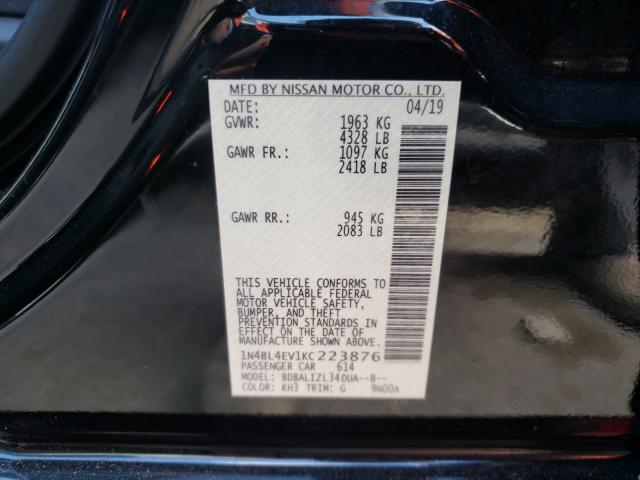 MFD BY NISSAN MOTOR CO., LTD.
DATE: 04/19
GVWR: 1963 KG
4328 LB
GAWR FR.: 1097 KG
2418 LB
GAWR RR.: 945 KG
2083 LB
THIS VEHICLE CONFORMS TO
ALL APPLICABLE FEDERAL
MOTOR VEHICLE SAFETY,
BUMPER, AND THEFT
PREVENTION STANDARDS IN
EFFECT ON THE DATE OF
MANUFACTURE SHOWN ABOVE.
1N4BL4EV1KC223876
PASSENGER CAR 614
MODEL: BDBALIZL34DUA--B--
COLOR: KH3 TRIM: G 9N00A